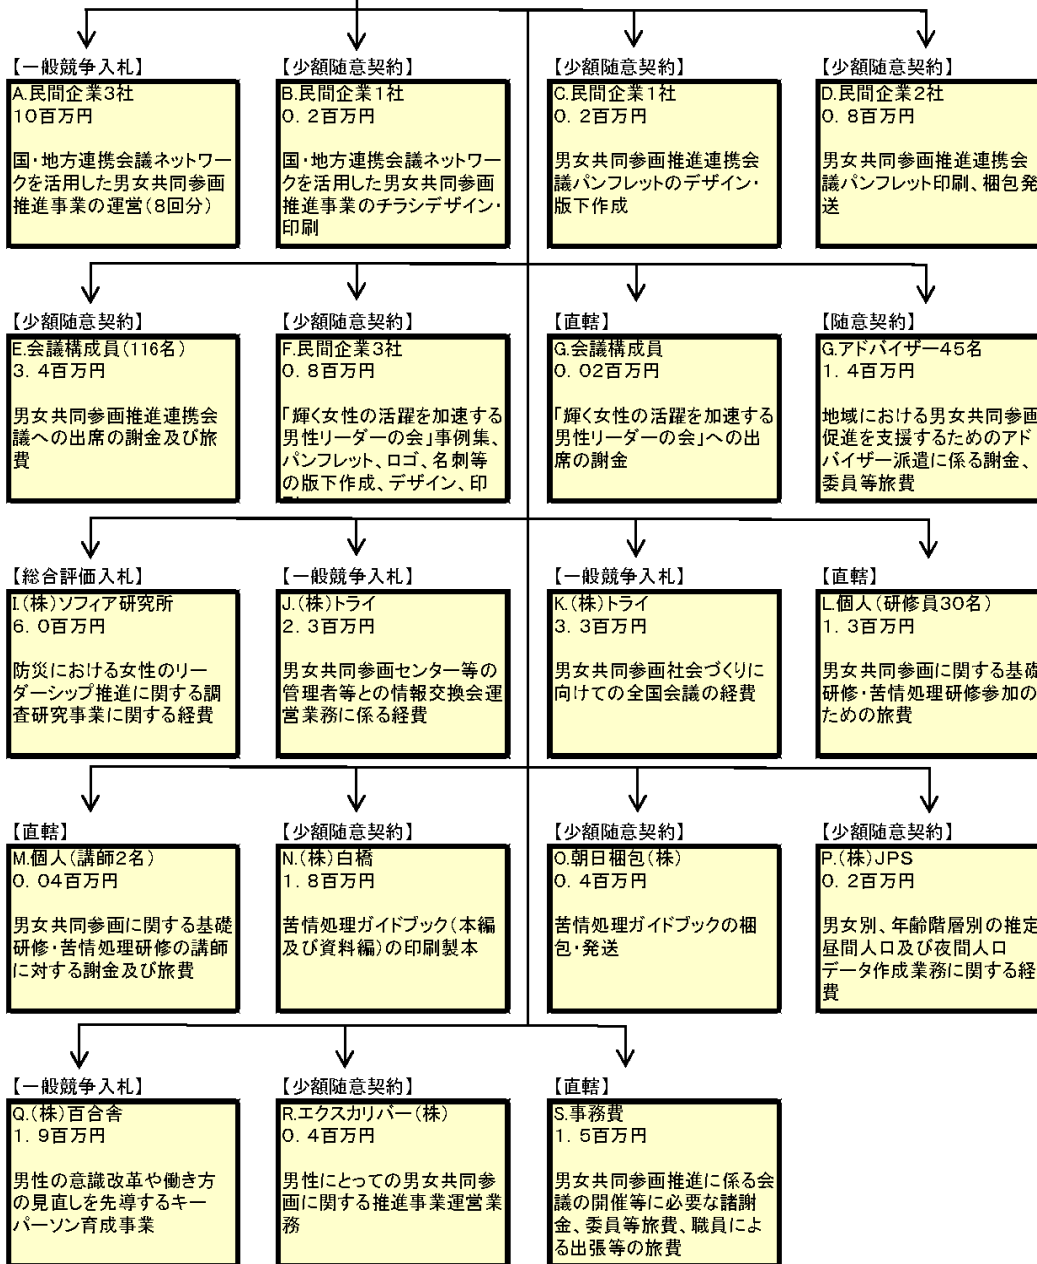 【一般競争入札】
A.民間企業3社
10百万円
国・地方連携会議ネットワー
クを活用した男女共同参画
推進事業の運営(8回分)
【少額随意契約】
B.民間企業1社
0.2百万円
国・地方連携会議ネットワー
クを活用した男女共同参画
推進事業のチラシデザイン・
印刷
【少額随意契約】
C.民間企業1社
0.2百万円
男女共同参画推進連携会
議パンフレットのデザイン・
版下作成
【少額随意契約】
D.民間企業2社
0.8百万円
男女共同参画推進連携会
議パンフレット印刷、梱包発
送
【少額随意契約】
E.会議構成員(116名)
3.4百万円
男女共同参画推進連携会
議への出席の謝金及び旅
費
【少額随意契約】
F.民間企業3社
0.8百万円
「輝く女性の活躍を加速する
男性リーダーの会」事例集、
パンフレット、ロゴ、名刺等
の版下作成、デザイン、印
【直轄】
G.会議構成員
0.02百万円
「輝く女性の活躍を加速する
男性リーダーの会」への出
席の謝金
【随意契約】
G.アドバイザー45名
1.4百万円
地域における男女共同参画
促進を支援するためのアド
バイザー派遣に係る謝金、
委員等旅費
【総合評価入札】
I.(株)ソフィア研究所
6.0百万円
防災における女性のリー
ダーシップ推進に関する調
査研究事業に関する経費
【一般競争入札】
J.(株)トライ
2.3百万円
男女共同参画センター等の
管理者等との情報交換会運
営業務に係る経費
【一般競争入札】
K.(株)トライ
3.3百万円
男女共同参画社会づくりに
向けての全国会議の経費
【直轄】
L.個人(研修員30名)
1.3百万円
男女共同参画に関する基礎
研修・苦情処理研修参加の
ための旅費
【直轄】
M.個人(講師2名)
0.04百万円
男女共同参画に関する基礎
研修・苦情処理研修の講師
に対する謝金及び旅費
【少額随意契約】
N.(株)白橋
1.8百万円
苦情処理ガイドブック(本編
及び資料編)の印刷製本
【少額随意契約】
O.朝日梱包(株)
0.4百万円
苦情処理ガイドブックの梱
包・発送
【少額随意契約】
P.(株)JPS
0.2百万円
男女別、年齢階層別の推定
昼間人口及び夜間人口
データ作成業務に関する経
費
【一般競争入札】
Q.(株)百合舎
1.9百万円
男性の意識改革や働き方
の見直しを先導するキー
パーソン育成事業
【少額随意契約】
R.エクスカリバー(株)
0.4百万円
男性にとっての男女共同参
画に関する推進事業運営業
務
【直轄】
S.事務費
1.5百万円
男女共同参画推進に係る会
議の開催等に必要な諸謝
金、委員等旅費、職員によ
る出張等の旅費